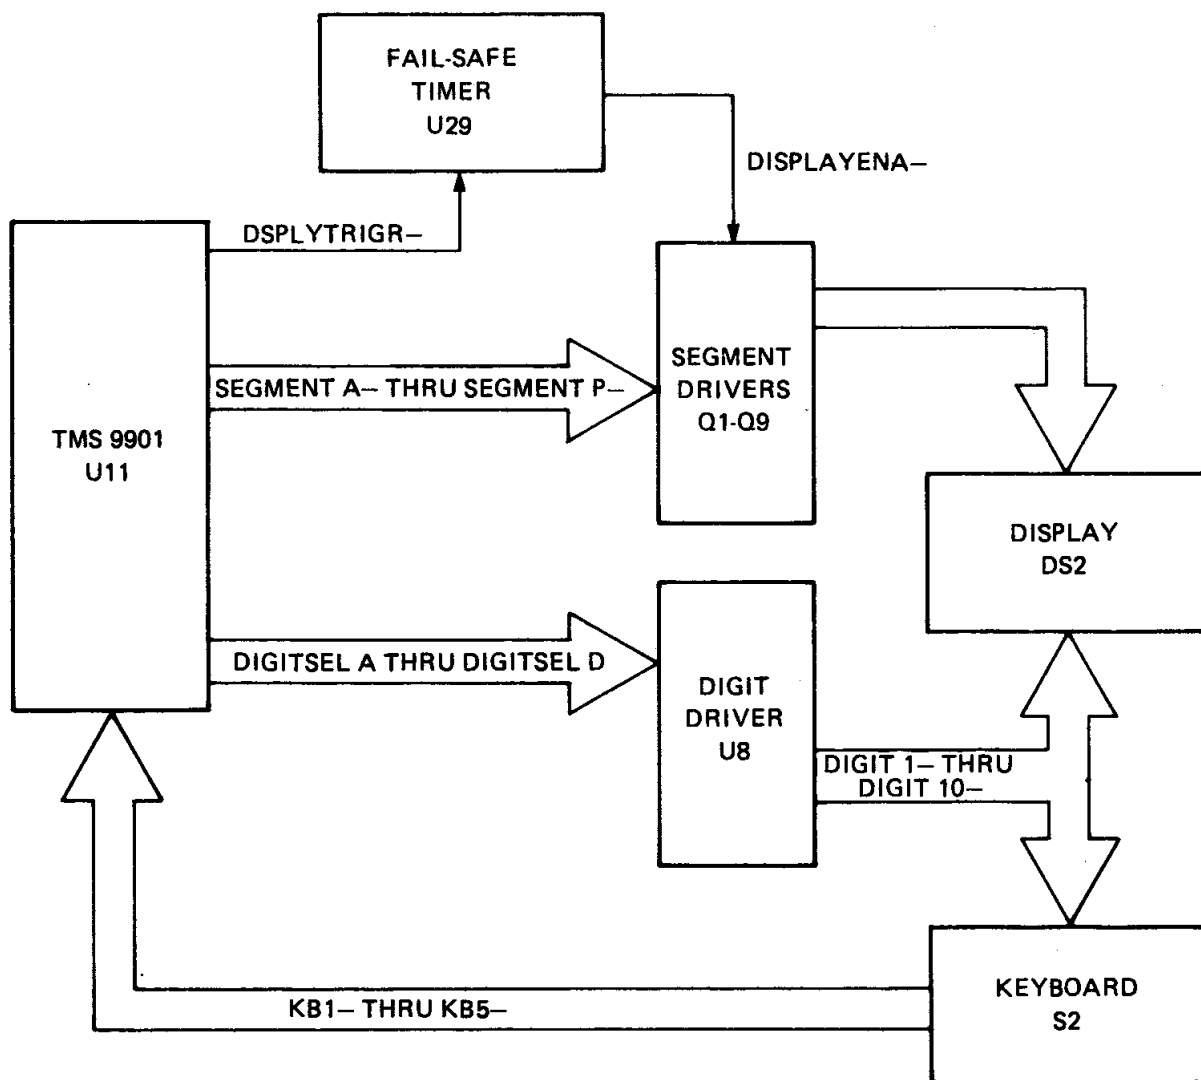 FAIL-SAFE
TIMER
U29
DISPLAYENA–
DSPLYTRIGR–
SEGMENT A– THRU SEGMENT P–
SEGMENT
DRIVERS
Q1-Q9
TMS 9901
U11
DISPLAY
DS2
DIGITSEL A THRU DIGITSEL D
DIGIT
DRIVER
U8
DIGIT 1– THRU
DIGIT 10–
KB1– THRU KB5–
KEYBOARD
S2